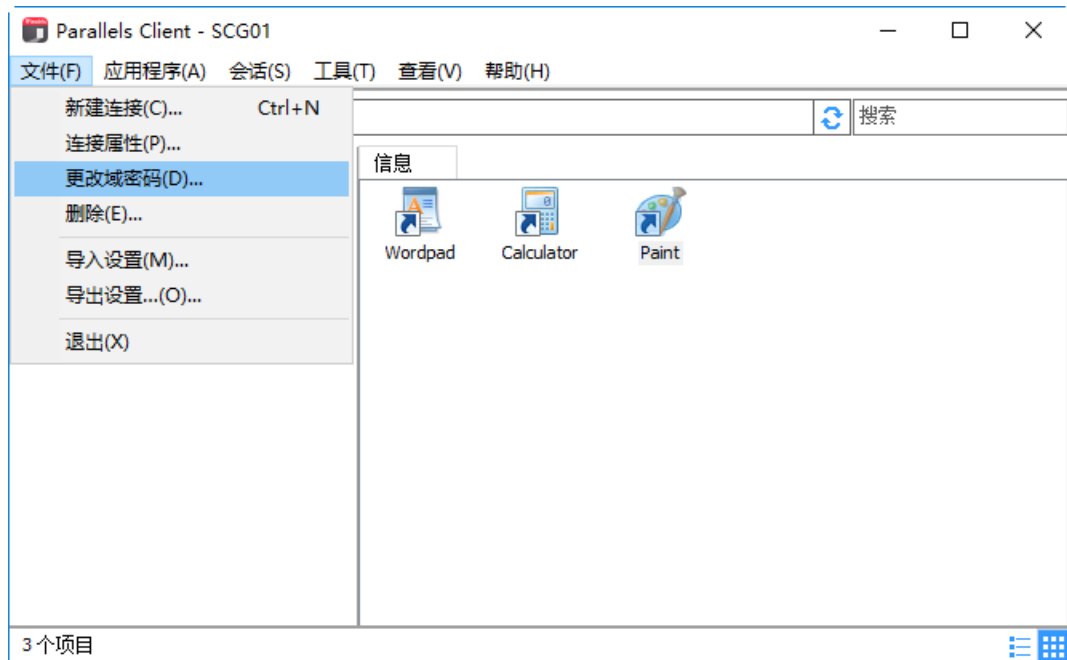 Parallels Client - SCG01
文件(F) 应用程序(A) 会话(S) 工具(T) 查看(V) 帮助(H)
新建连接(C)... Ctrl+N
搜索
连接属性(P)...
信息
更改域密码(D)...
删除(E)...
Wordpad Calculator Paint
导入设置(M)...
导出设置...(O)...
退出(X)
3 个项目